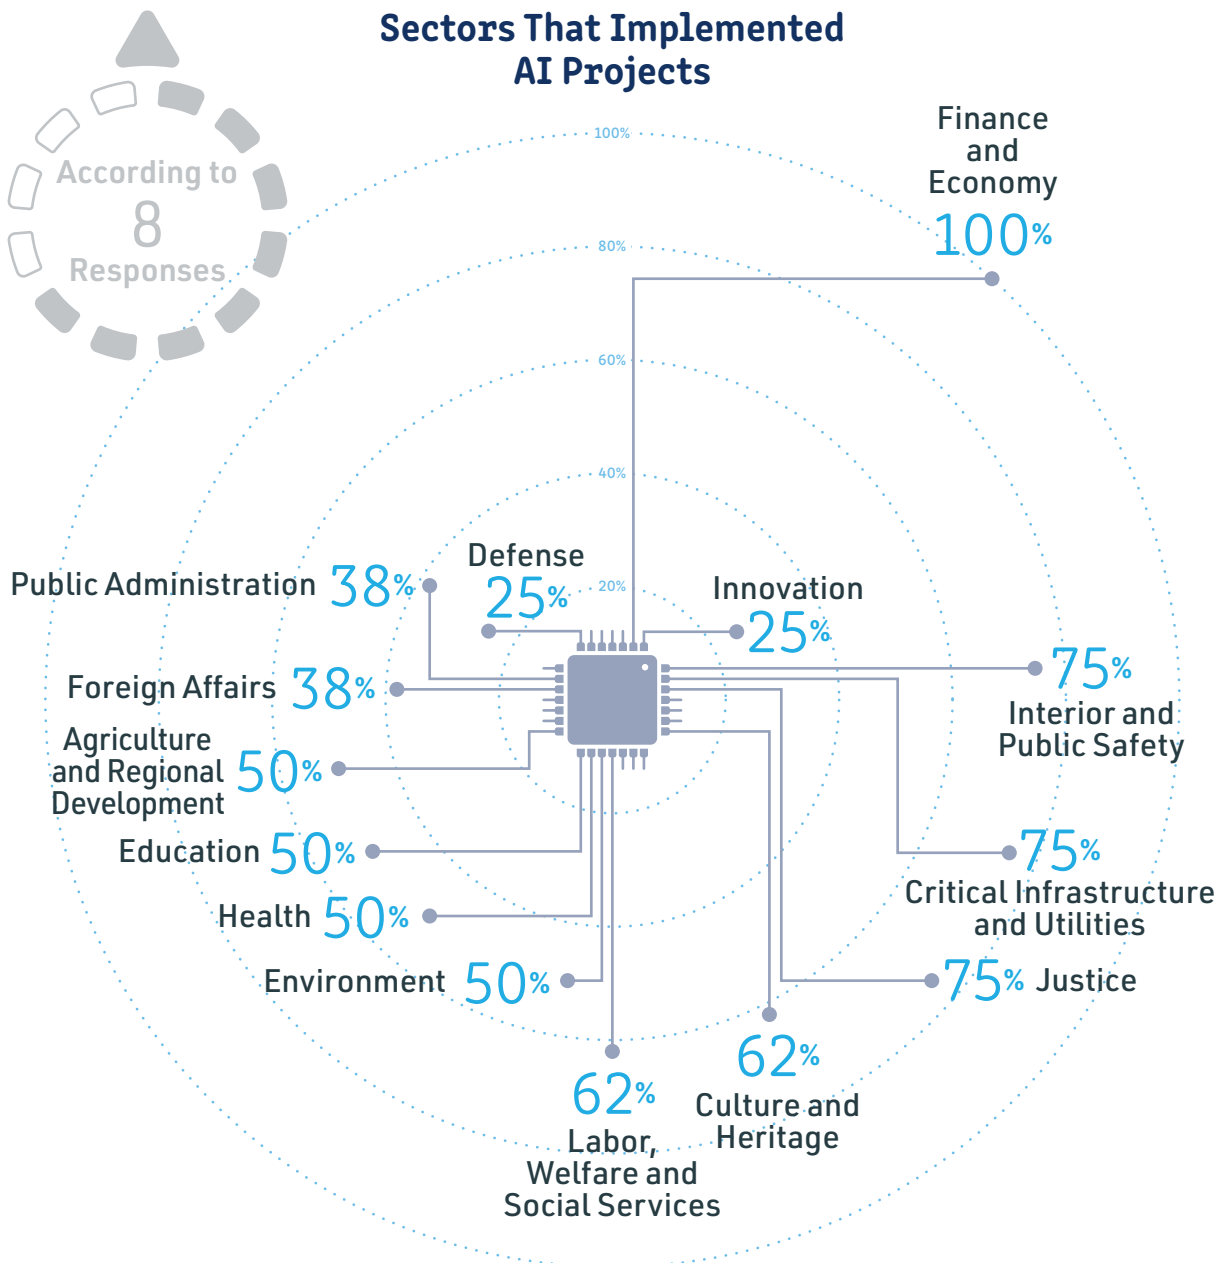 Sectors That Implemented
AI Projects
According to
8
Responses
100%
80%
60%
40%
20%
Finance
and
Economy
100%
Defense
25%
Innovation
25%
Public Administration 38%
Foreign Affairs 38%
75%
Interior and
Public Safety
Agriculture
and Regional
Development
50%
Education 50%
75%
Critical Infrastructure
and Utilities
Health 50%
Environment 50%
75% Justice
62%
Culture and
Heritage
62%
Labor,
Welfare and
Social Services